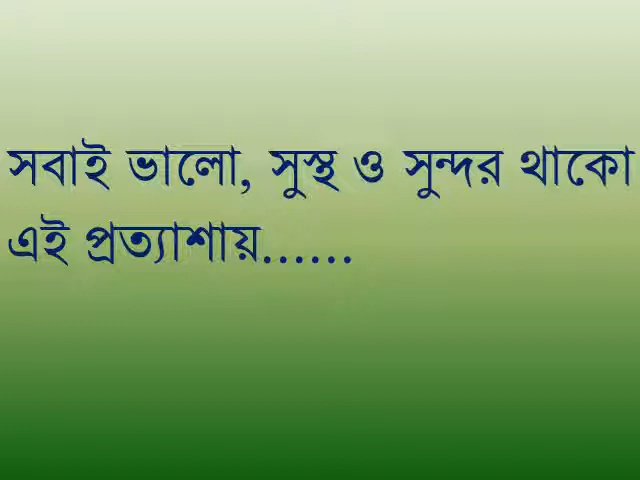 সবাই ভালো, সুস্থ ও সুন্দর থাকো
এই প্রত্যাশায়......